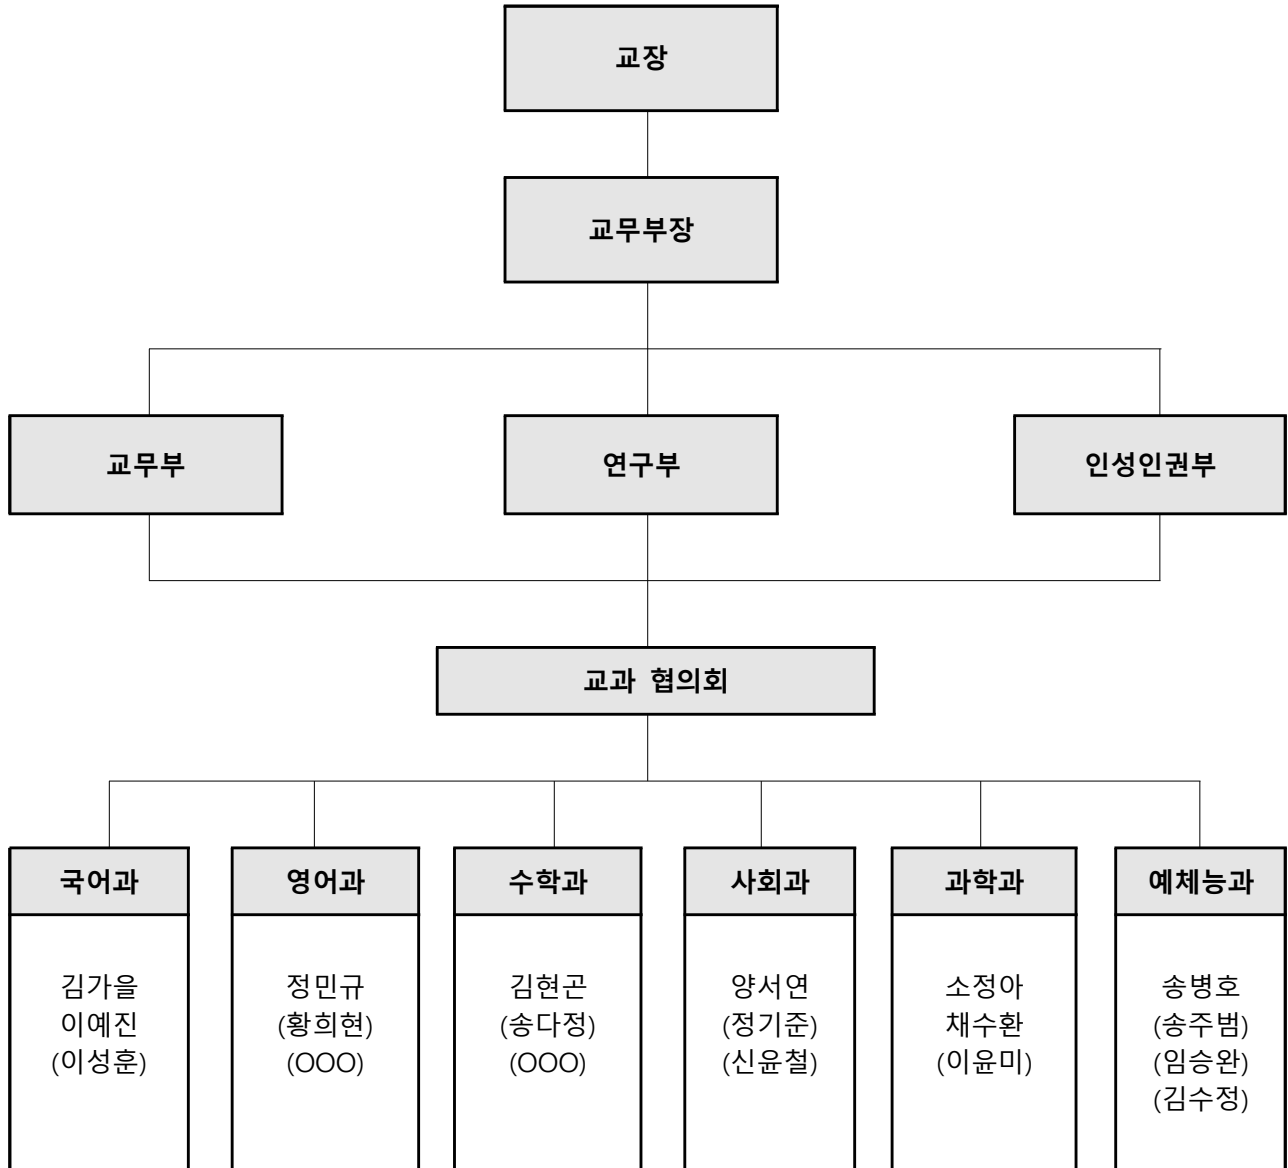 교장
교무부장
교무부
연구부
인성인권부
교과 협의회
국어과
김가을
이예진
(이성훈)
영어과
정민규
(황희현)
(OOO)
수학과
김현곤
(송다정)
(OOO)
사회과
양서연
(정기준)
(신윤철)
과학과
소정아
채수환
(이윤미)
예체능과
송병호
(송주범)
(임승완)
(김수정)